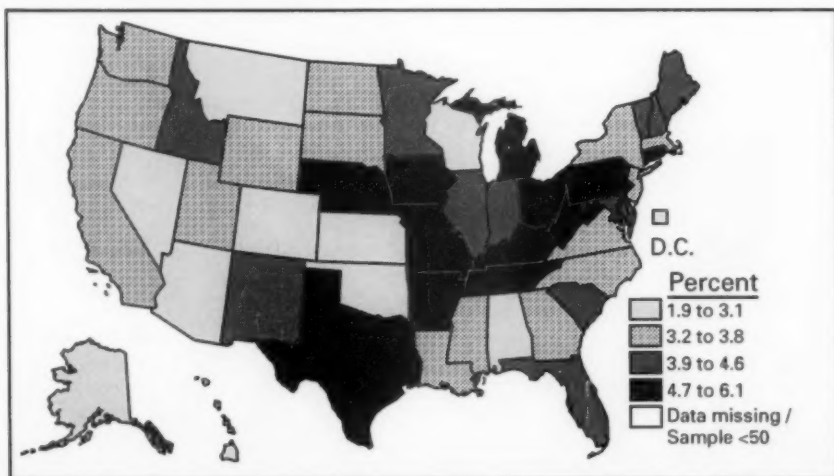 D.C.
Percent
1.9 to 3.1
3.2 to 3.8
3.9 to 4.6
4.7 to 6.1
Data missing /
Sample <50